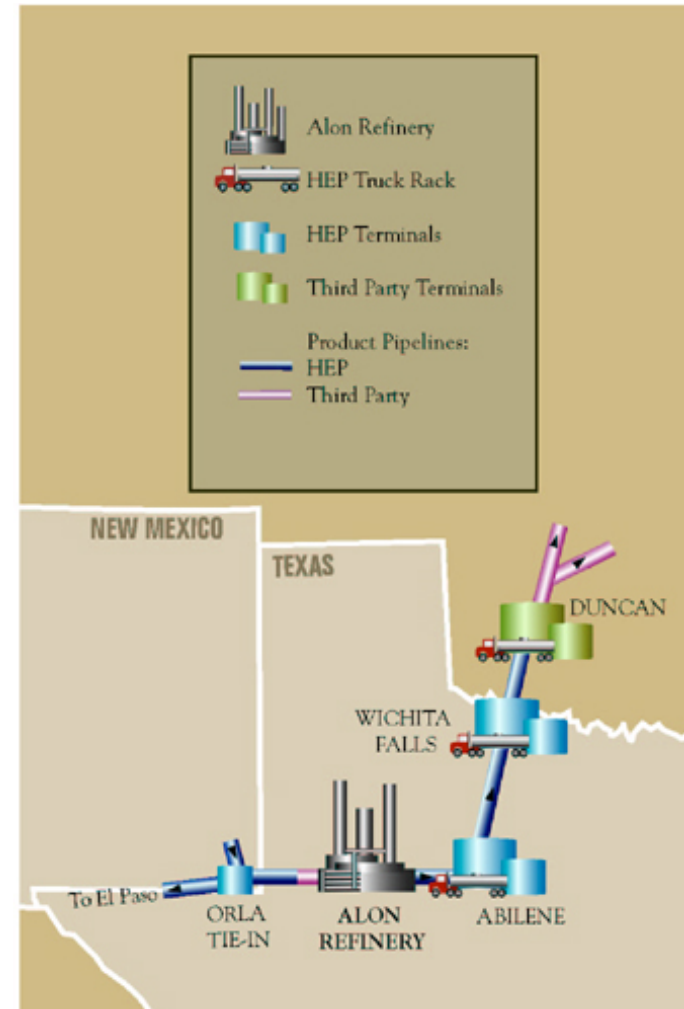 Alon Refinery
HEP Truck Rack
HEP Terminals
Third Party Terminals
Product Pipelines:
HEP
Third Party
NEW MEXICO
TEXAS
DUNCAN
WICHITA
FALLS
To El Paso
ORLA
TIE-IN
ALON
REFINERY
ABILENE